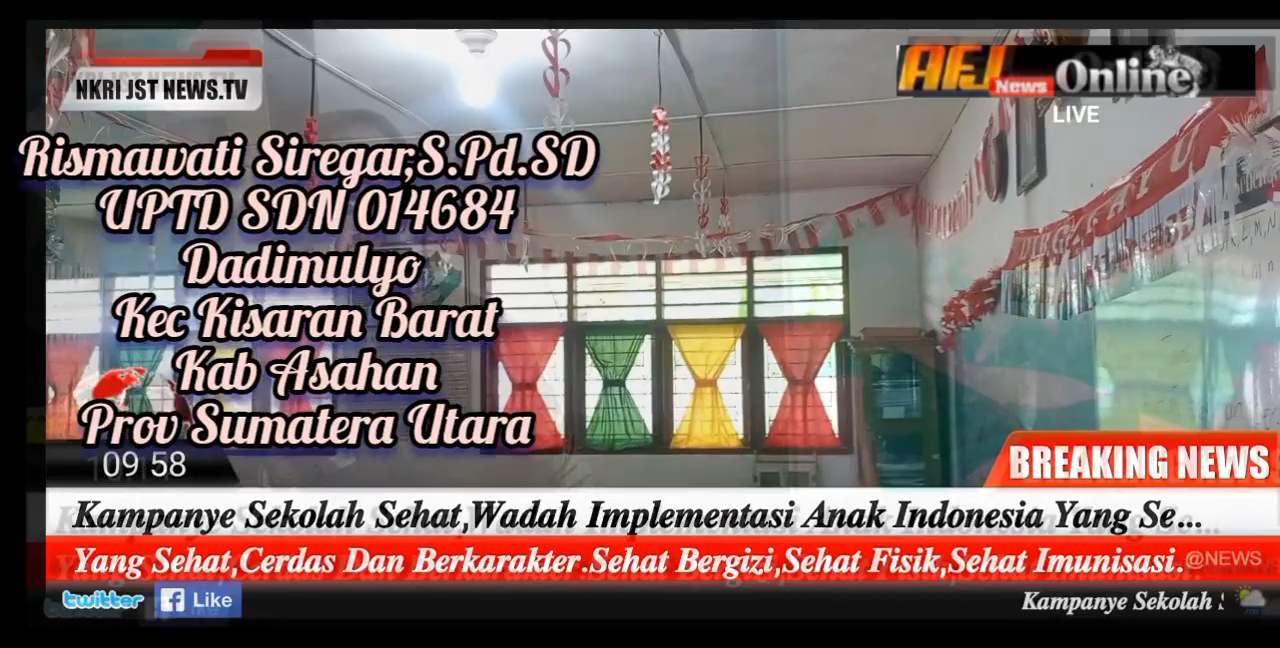 NKRI JST NEWS.TV
AEJ News Online
LIVE
Rismawati Siregar,S.Pd.SD
UPTD SDN 014684
Dadimulyo
Kec Kisaran Barat
Kab Asahan
Prov Sumatera Utara
09 58
BREAKING NEWS
Kampanye Sekolah Sehat,Wadah Implementasi Anak Indonesia Yang Se...
Yang Sehat,Cerdas Dan Berkarakter.Sehat Bergizi,Sehat Fisik,Sehat Imunisasi.
@NEWS
twitter
f Like
Kampanye Sekolah